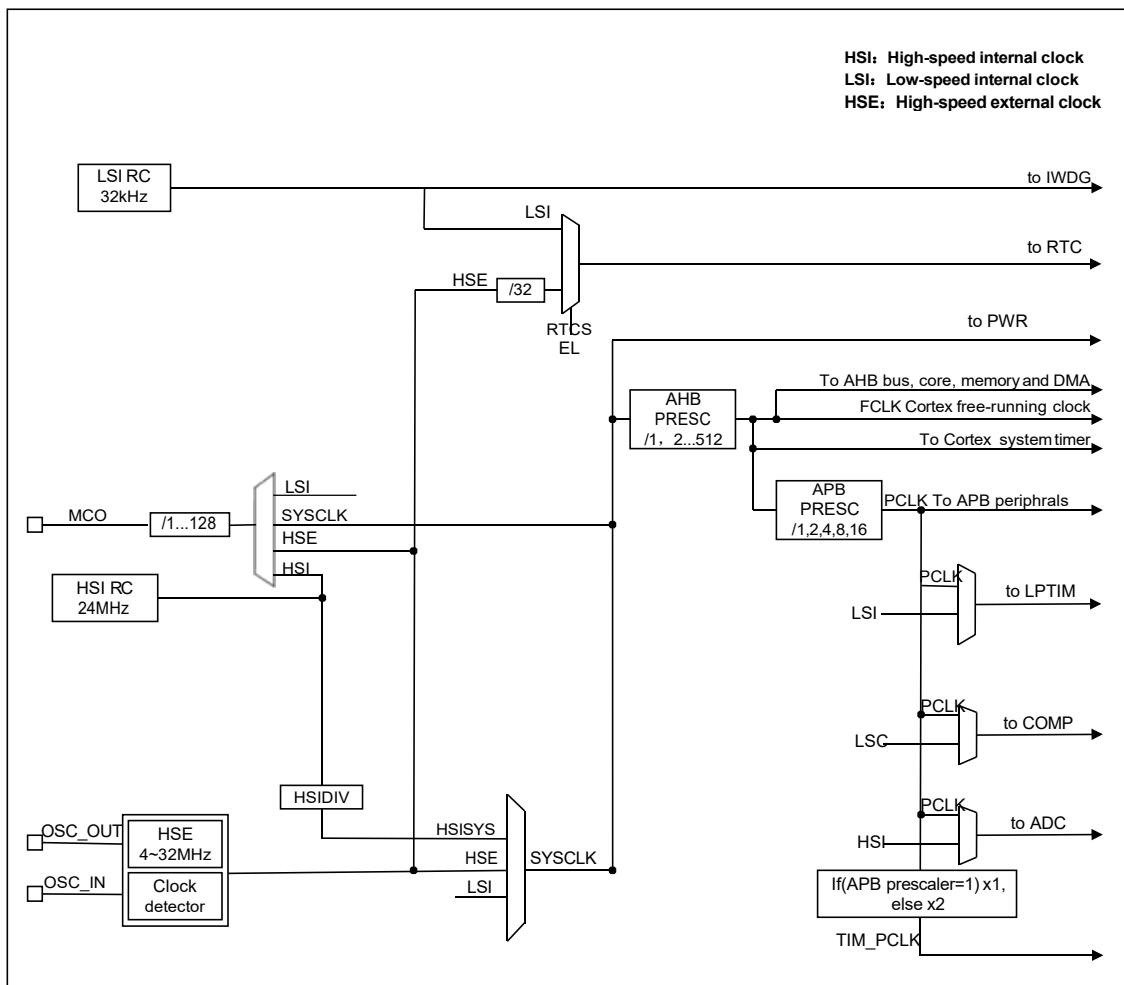 HSI：High-speed internal clock
LSI：Low-speed internal clock
HSE：High-speed external clock
LSI RC
32kHz
to IWDG
LSI
to RTC
HSE
/32
RTCS
EL
to PWR
To AHB bus, core, memory and DMA
AHB
PRESC
/1，2...512
FCLK Cortex free-running clock
To Cortex system timer
LSI
APB
PRESC
/1,2,4,8,16
PCLK To APB periphrals
MCO
/1...128
SYSCLK
HSE
HSI
HSI RC
24MHz
PCLK
to LPTIM
LSI
PCLK
to COMP
LSC
HSIDIV
PCLK
to ADC
HSI
OSC_OUT
HSE
4~32MHz
HSISYS
HSE
SYSCLK
OSC_IN
Clock
detector
LSI
If(APB prescaler=1) x1,
else x2
TIM_PCLK